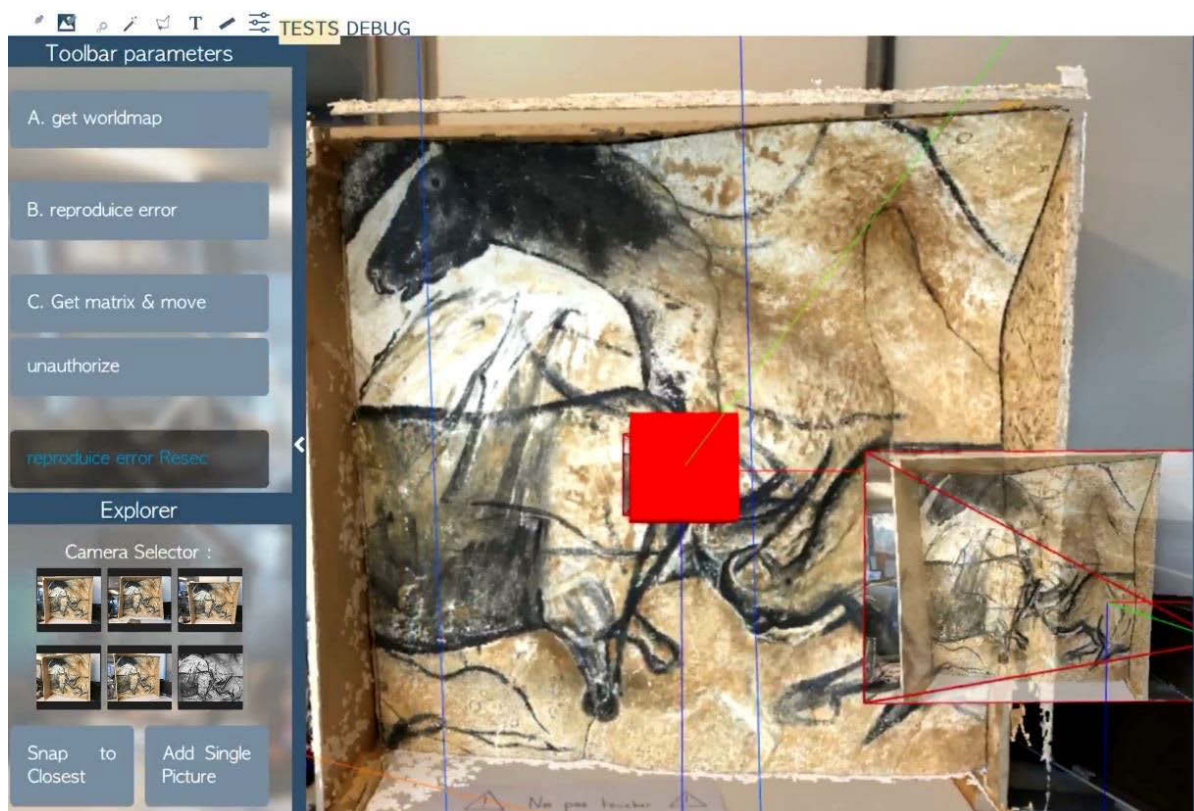 T TESTS DEBUG
Toolbar parameters
A. get worldmap
B. reproduice error
C. Get matrix & move
unauthorize
reproduice error Resec
Explorer
Camera Selector :
Snap to
Closest
Add Single
Picture
Ne pas toucher